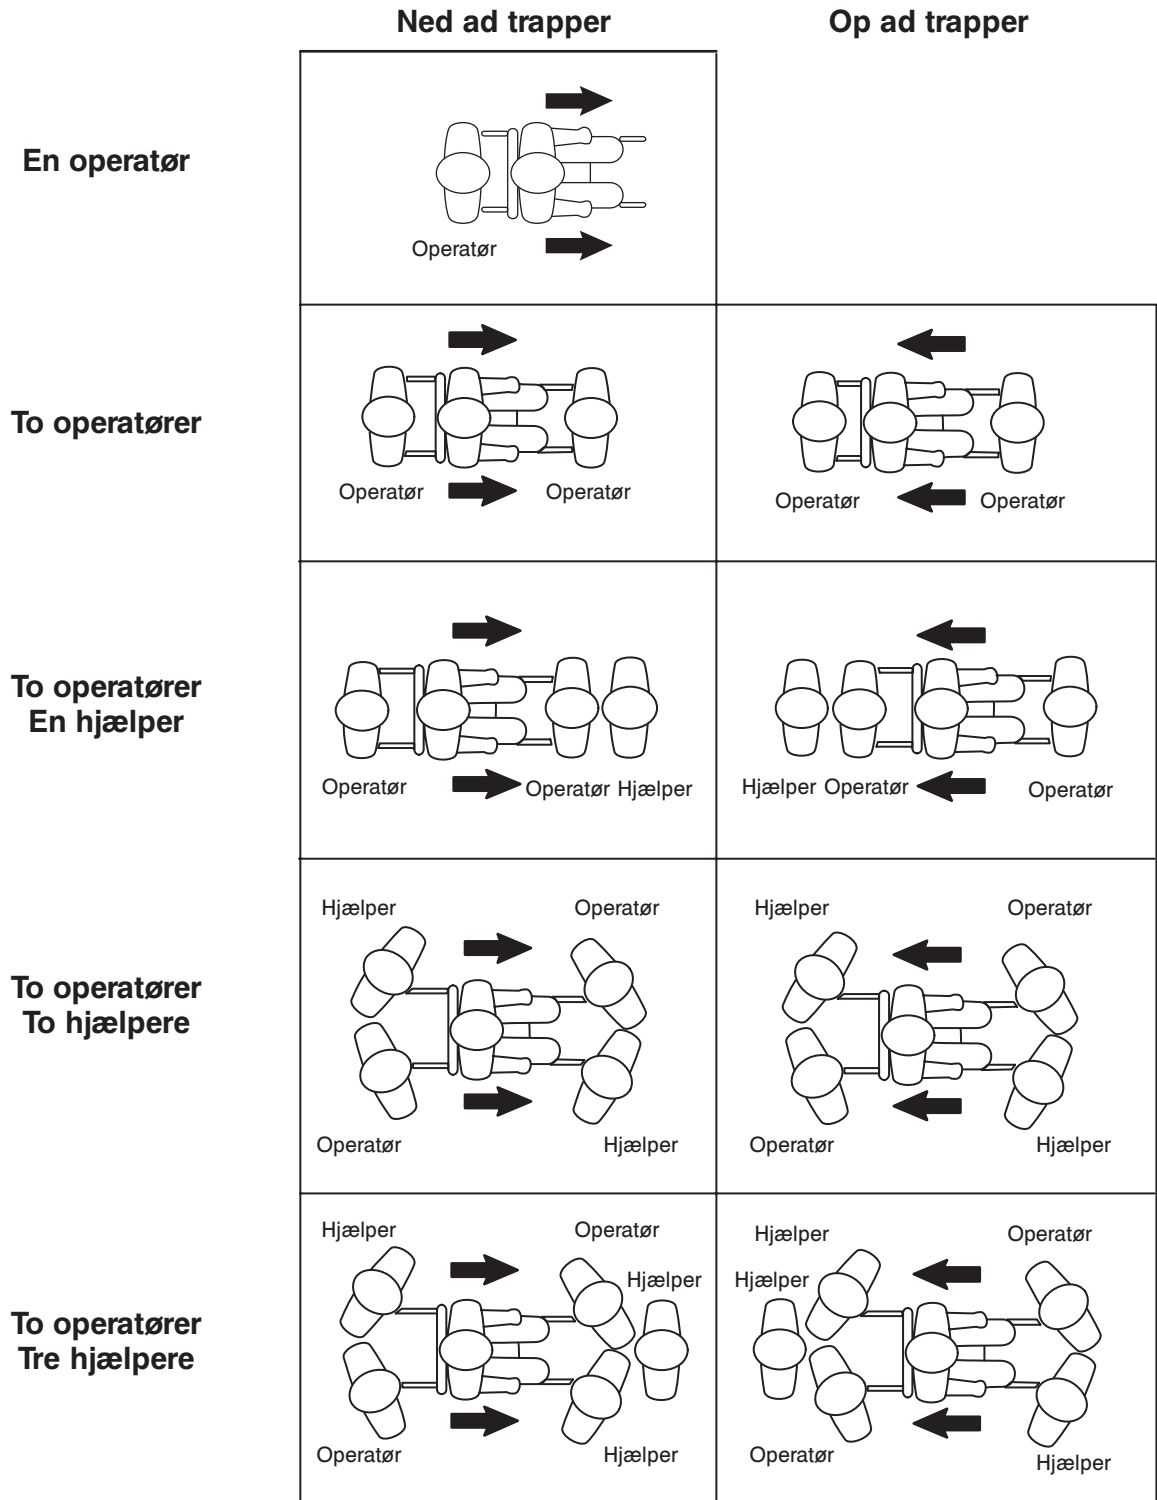 Ned ad trapper
Op ad trapper
En operatør
Operatør
To operatører
Operatør
Operatør
Operatør
Operatør
To operatører
En hjælper
Operatør
Operatør Hjælper
Hjælper Operatør
Operatør
To operatører
To hjælpere
Hjælper
Operatør
Operatør
Hjælper
Hjælper
Operatør
Operatør
Hjælper
To operatører
Tre hjælpere
Hjælper
Operatør
Hjælper
Operatør
Hjælper
Hjælper
Operatør
Hjælper
Operatør
Hjælper